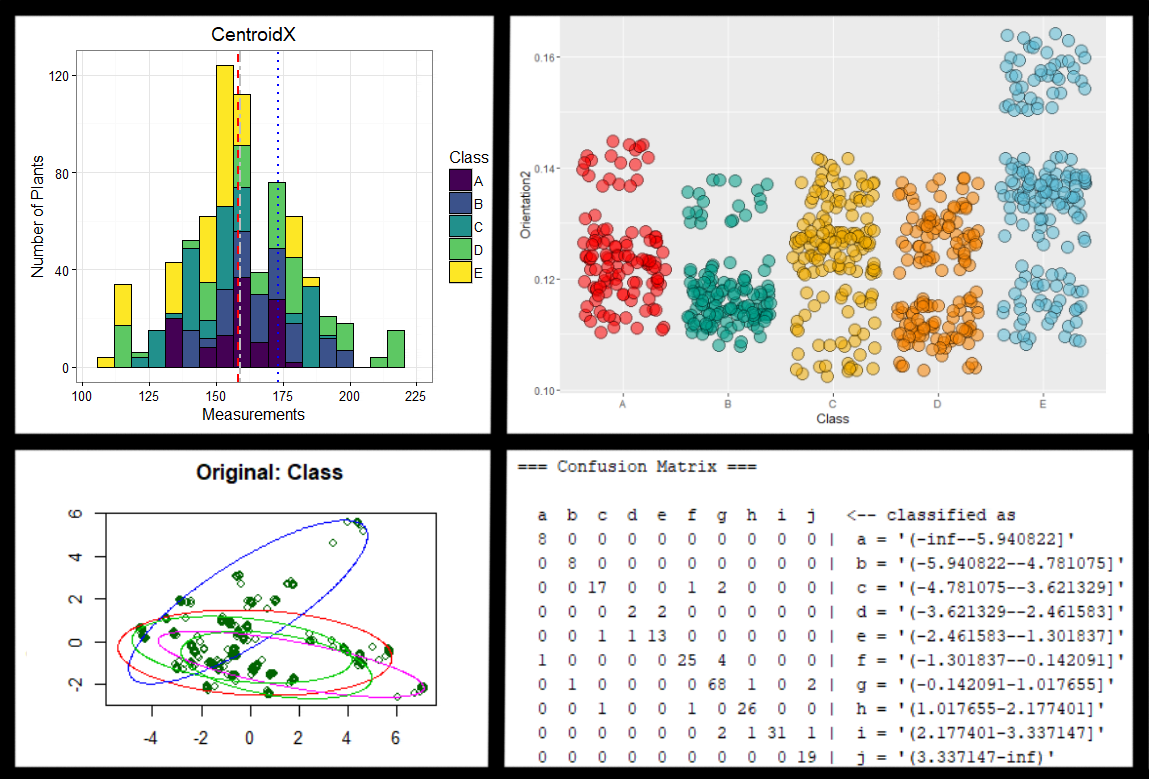 CentroidX
120
80
40
0
100 125 150 175 200 225
Measurements
Number of Plants
Class
A
B
C
D
E
0.16
0.14
0.12
0.10
Orientation2
A B C D E
Class
Original: Class
6
4
2
0
-2
-4 -2 0 2 4 6
=== Confusion Matrix ===
a b c d e f g h i j <-- classified as
8 0 0 0 0 0 0 0 0 0 | a = '(-inf--5.940822]'
0 8 0 0 0 0 0 0 0 0 | b = '(-5.940822--4.781075]'
0 0 17 0 0 1 2 0 0 0 | c = '(-4.781075--3.621329]'
0 0 0 2 2 0 0 0 0 0 | d = '(-3.621329--2.461583]'
0 0 1 1 13 0 0 0 0 0 | e = '(-2.461583--1.301837]'
1 0 0 0 0 25 4 0 0 0 | f = '(-1.301837--0.142091]'
0 1 0 0 0 0 68 1 0 2 | g = '(-0.142091-1.017655]'
0 0 1 0 0 1 0 26 0 0 | h = '(1.017655-2.177401]'
0 0 0 0 0 0 2 1 31 1 | i = '(2.177401-3.337147]'
0 0 0 0 0 0 0 0 0 19 | j = '(3.337147-inf)'